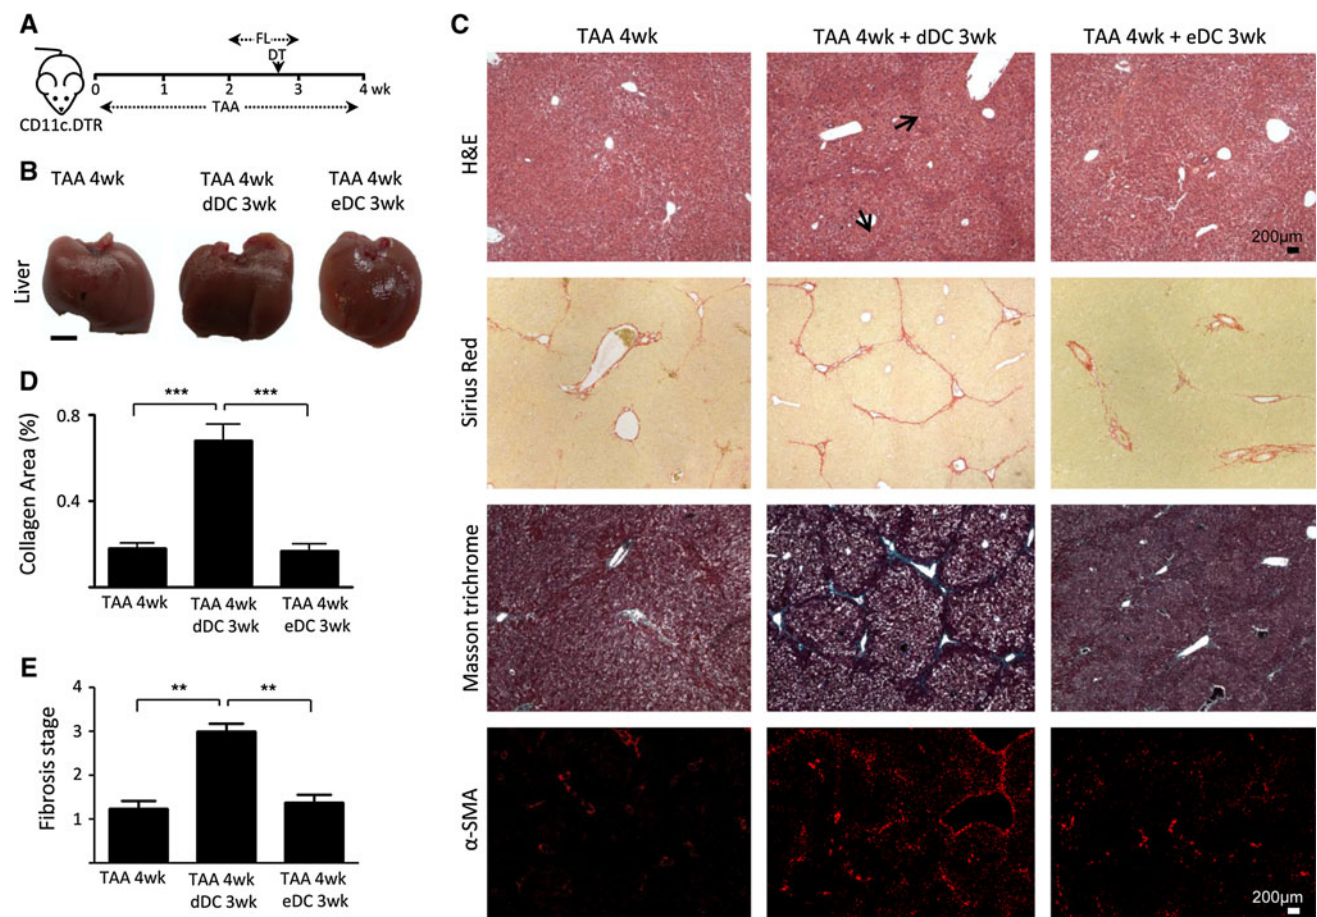 A
FL
DT
0 1 2 3 4 wk
TAA
CD11c.DTR
B
TAA 4wk
TAA 4wk
dDC 3wk
TAA 4wk
eDC 3wk
Liver
C
TAA 4wk
TAA 4wk + dDC 3wk
TAA 4wk + eDC 3wk
H&E
200μm
Sirius Red
Masson trichrome
α-SMA
200μm
D
*** ***
0.8
0.4
Collagen Area (%)
TAA 4wk
TAA 4wk
dDC 3wk
TAA 4wk
eDC 3wk
E
** **
4
3
2
1
Fibrosis stage
TAA 4wk
TAA 4wk
dDC 3wk
TAA 4wk
eDC 3wk